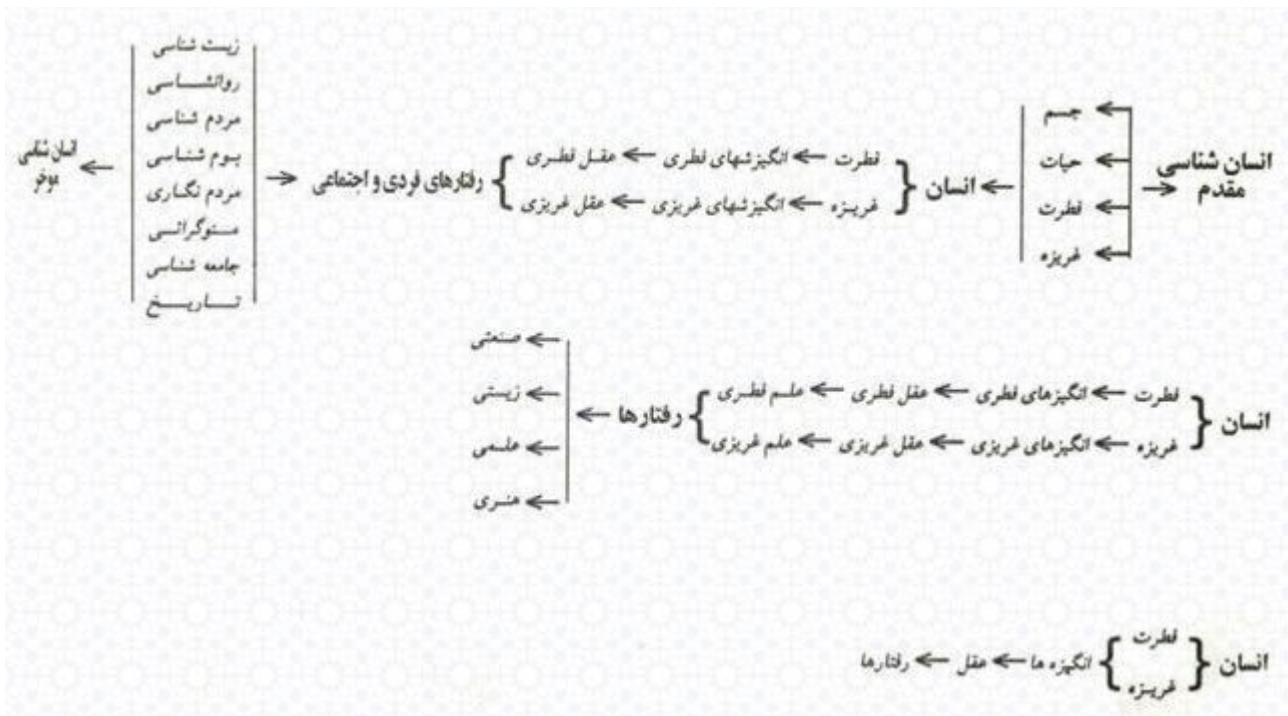 انسان شناسی مقدم
جسم
حیات
فطرت
غریزه
انسان
فطرت ← انگیزشهای فطری ← عقل فطری
غریزه ← انگیزشهای غریزی ← عقل غریزی
رفتارهای فردی و اجتماعی
زیست شناسی
روانشناسی
مردم شناسی
بوم شناسی
مردم نگاری
منوگرافی
جامعه شناسی
تاریخ
انسان شناسی
موخر
انسان
فطرت ← انگیزهای فطری ← عقل فطری ← علم فطری
غریزه ← انگیزهای غریزی ← عقل غریزی ← علم غریزی
رفتارها
صنعتی
زیستی
علمی
هنری
انسان
فطرت
غریزه
انگیزه ها ← عقل ← رفتارها